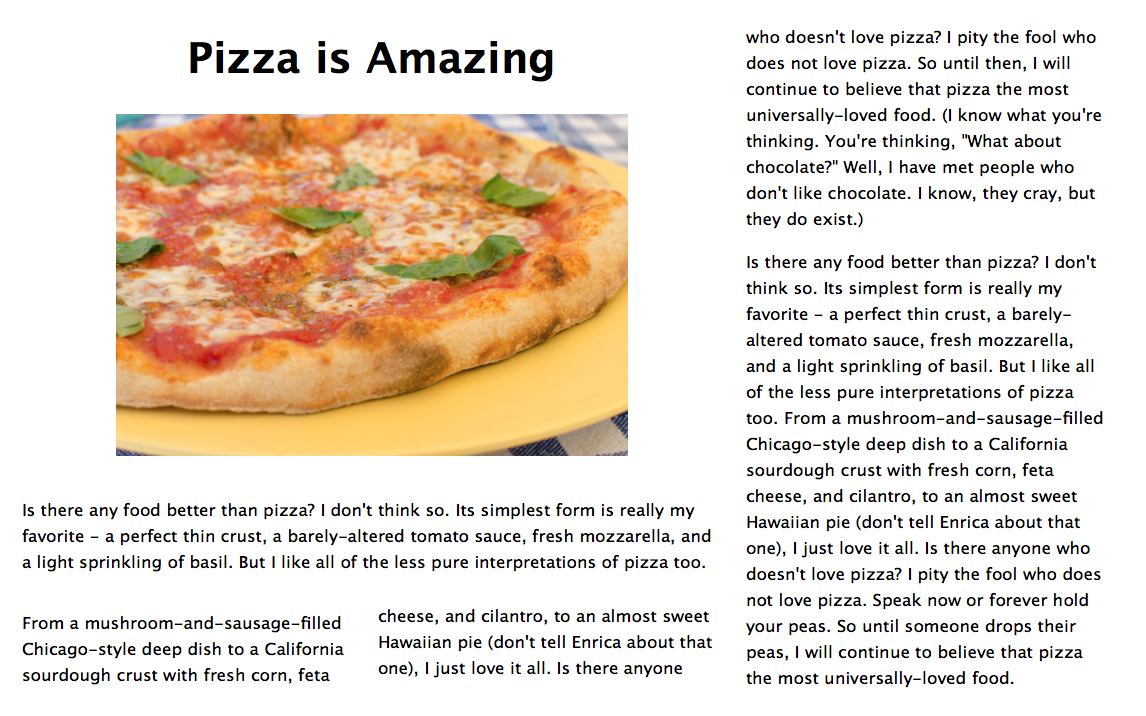 Pizza is Amazing
Is there any food better than pizza? I don't think so. Its simplest form is really my
favorite – a perfect thin crust, a barely-altered tomato sauce, fresh mozzarella, and
a light sprinkling of basil. But I like all of the less pure interpretations of pizza too.
From a mushroom-and-sausage-filled
Chicago-style deep dish to a California
sourdough crust with fresh corn, feta
cheese, and cilantro, to an almost sweet
Hawaiian pie (don't tell Enrica about that
one), I just love it all. Is there anyone
who doesn't love pizza? I pity the fool who
does not love pizza. So until then, I will
continue to believe that pizza the most
universally-loved food. (I know what you're
thinking. You're thinking, "What about
chocolate?" Well, I have met people who
don't like chocolate. I know, they cray, but
they do exist.)
Is there any food better than pizza? I don't
think so. Its simplest form is really my
favorite – a perfect thin crust, a barely-
altered tomato sauce, fresh mozzarella,
and a light sprinkling of basil. But I like all
of the less pure interpretations of pizza
too. From a mushroom-and-sausage-filled
Chicago-style deep dish to a California
sourdough crust with fresh corn, feta
cheese, and cilantro, to an almost sweet
Hawaiian pie (don't tell Enrica about that
one), I just love it all. Is there anyone who
doesn't love pizza? I pity the fool who does
not love pizza. Speak now or forever hold
your peas. So until someone drops their
peas, I will continue to believe that pizza
the most universally-loved food.